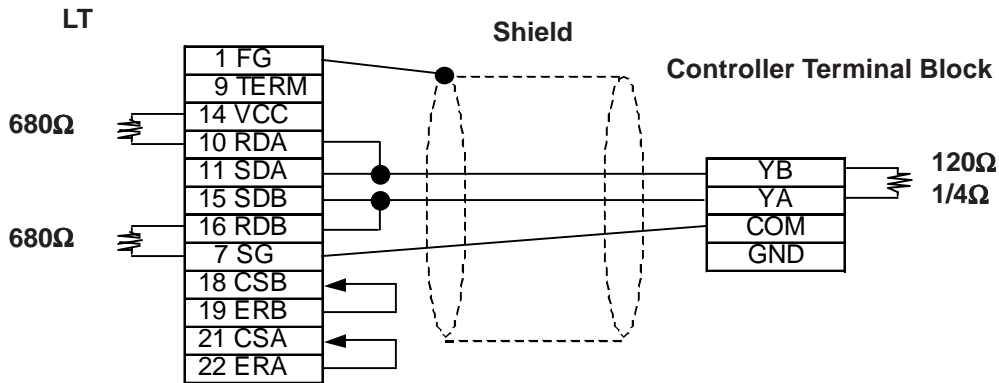 LT
Shield
Controller Terminal Block
1 FG
9 TERM
14 VCC
10 RDA
11 SDA
15 SDB
16 RDB
7 SG
18 CSB
19 ERB
21 CSA
22 ERA
680Ω
680Ω
YB
YA
COM
GND
120Ω
1/4Ω